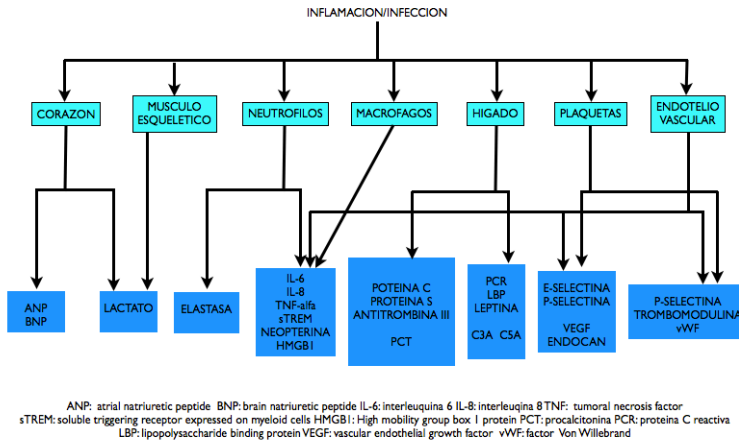 INFLAMACION/INFECCION
CORAZON
MUSCULO
ESQUELETICO
NEUTROFILOS
MACROFAGOS
HIGADO
PLAQUETAS
ENDOTELIO
VASCULAR
ANP
BNP
LACTATO
ELASTASA
IL-6
IL-8
TNF-alfa
sTREM
NEOPTERINA
HMGB1
POTEINA C
PROTEINA S
ANTITROMBINA III
PCT
PCR
LBP
LEPTINA
C3A C5A
E-SELECTINA
P-SELECTINA
VEGF
ENDOCAN
P-SELECTINA
TROMBOMODULINA
vWF
ANP: atrial natriuretic peptide BNP: brain natriuretic peptide IL-6: interleuquina 6 IL-8: interleuqina 8 TNF: tumoral necrosis factor
sTREM: soluble triggering receptor expressed on myeloid cells HMGB1: High mobility group box 1 protein PCT: procalcitonina PCR: proteina C reactiva
LBP: lipopolysaccharide binding protein VEGF: vascular endothelial growth factor vWF: factor Von Willebrand